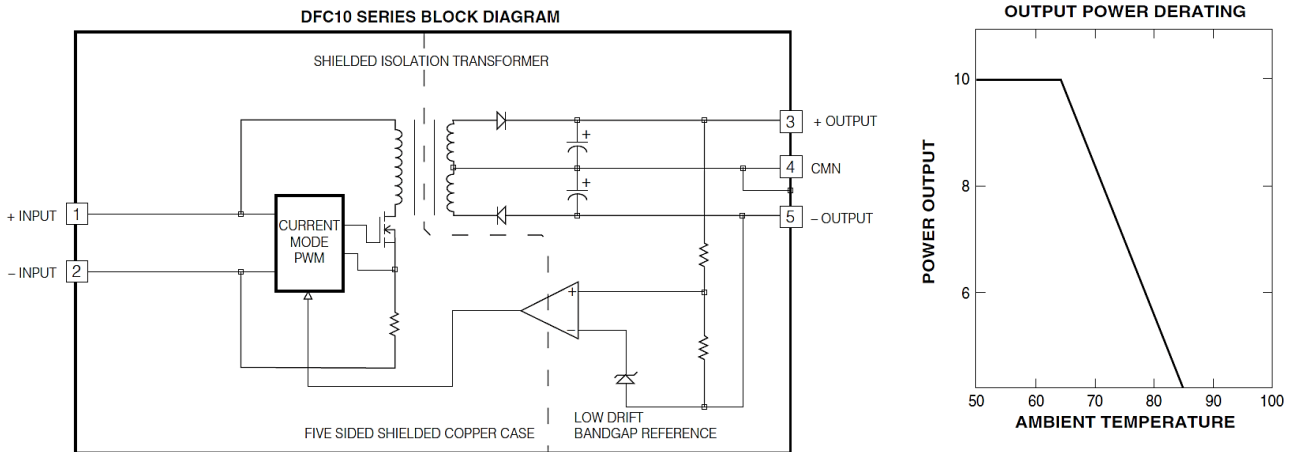 DFC10 SERIES BLOCK DIAGRAM
SHIELDED ISOLATION TRANSFORMER
+ INPUT 1
– INPUT 2
CURRENT
MODE
PWM
3 + OUTPUT
4 CMN
5 – OUTPUT
+
+
+
–
FIVE SIDED SHIELDED COPPER CASE
LOW DRIFT
BANDGAP REFERENCE
OUTPUT POWER DERATING
POWER OUTPUT
10
8
6
50 60 70 80 90 100
AMBIENT TEMPERATURE